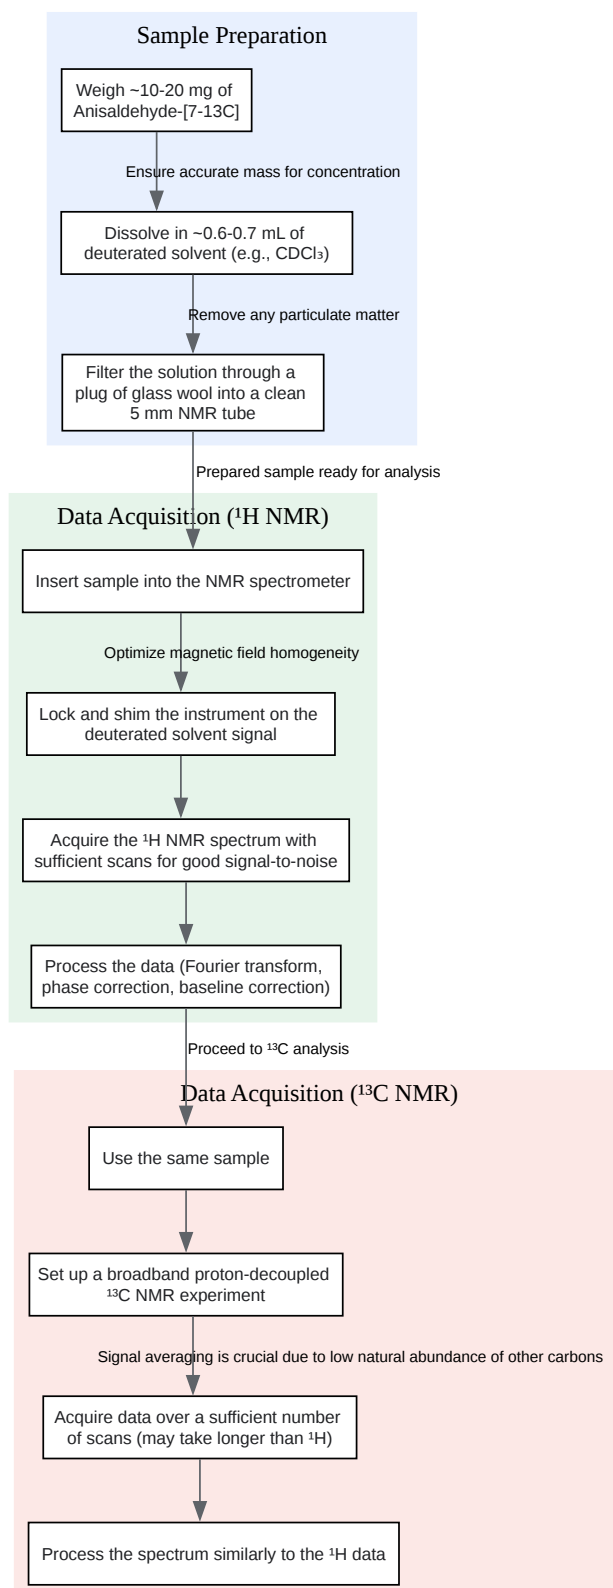 Sample Preparation
Weigh ~10-20 mg of
Anisaldehyde-[7-13C]
Ensure accurate mass for concentration
Dissolve in ~0.6-0.7 mL of
deuterated solvent (e.g., CDCl₃)
Remove any particulate matter
Filter the solution through a
plug of glass wool into a clean
5 mm NMR tube
Prepared sample ready for analysis
Data Acquisition (¹H NMR)
Insert sample into the NMR spectrometer
Optimize magnetic field homogeneity
Lock and shim the instrument on the
deuterated solvent signal
Acquire the ¹H NMR spectrum with
sufficient scans for good signal-to-noise
Process the data (Fourier transform,
phase correction, baseline correction)
Proceed to ¹³C analysis
Data Acquisition (¹³C NMR)
Use the same sample
Set up a broadband proton-decoupled
¹³C NMR experiment
Signal averaging is crucial due to low natural abundance of other carbons
Acquire data over a sufficient number
of scans (may take longer than ¹H)
Process the spectrum similarly to the ¹H data